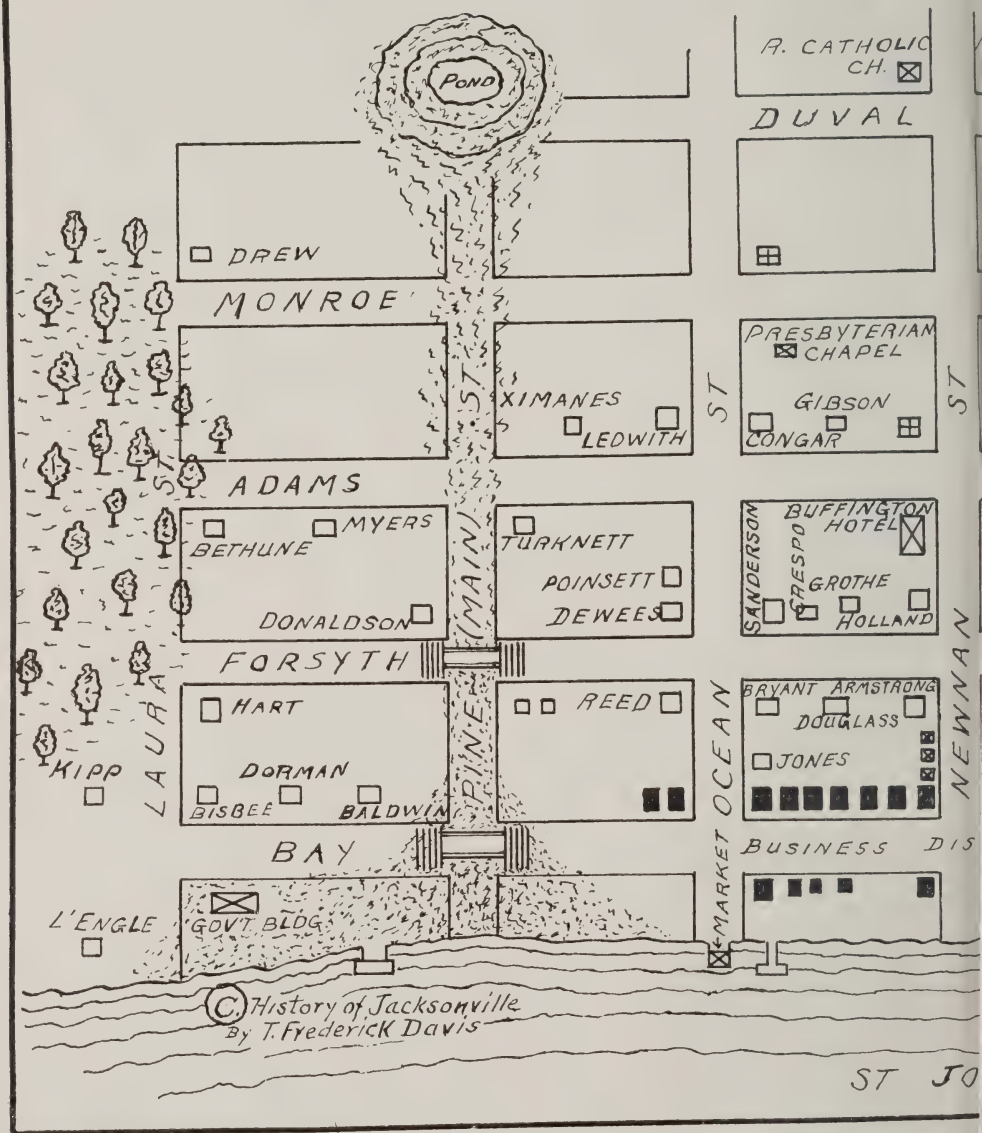 POND
R. CATHOLIC
CH.
DUVAL
DREW
MONROE
PRESBYTERIAN
CHAPEL
XIMANES
LEDWITH
ST
GIBSON
CONGAR
ST
ST
ADAMS
BETHUNE
MYERS
TURKNETT
BUFFINGTON
HOTEL
SANDERSON
CRESPO
POINSETT
GROTHE
DONALDSON
DEWEES
HOLLAND
FORSYTH
PINE (MAIN) ST.
LAURA
HART
REED
BRYANT ARMSTRONG
DOUGLASS
OCEAN
NEWNAN
KIPP
DORMAN
JONES
BISBEE
BALDWIN
BAY
BUSINESS DIS
MARKET
L'ENGLE
GOVT. BLDG
C. History of Jacksonville
By T. Frederick Davis
ST JO